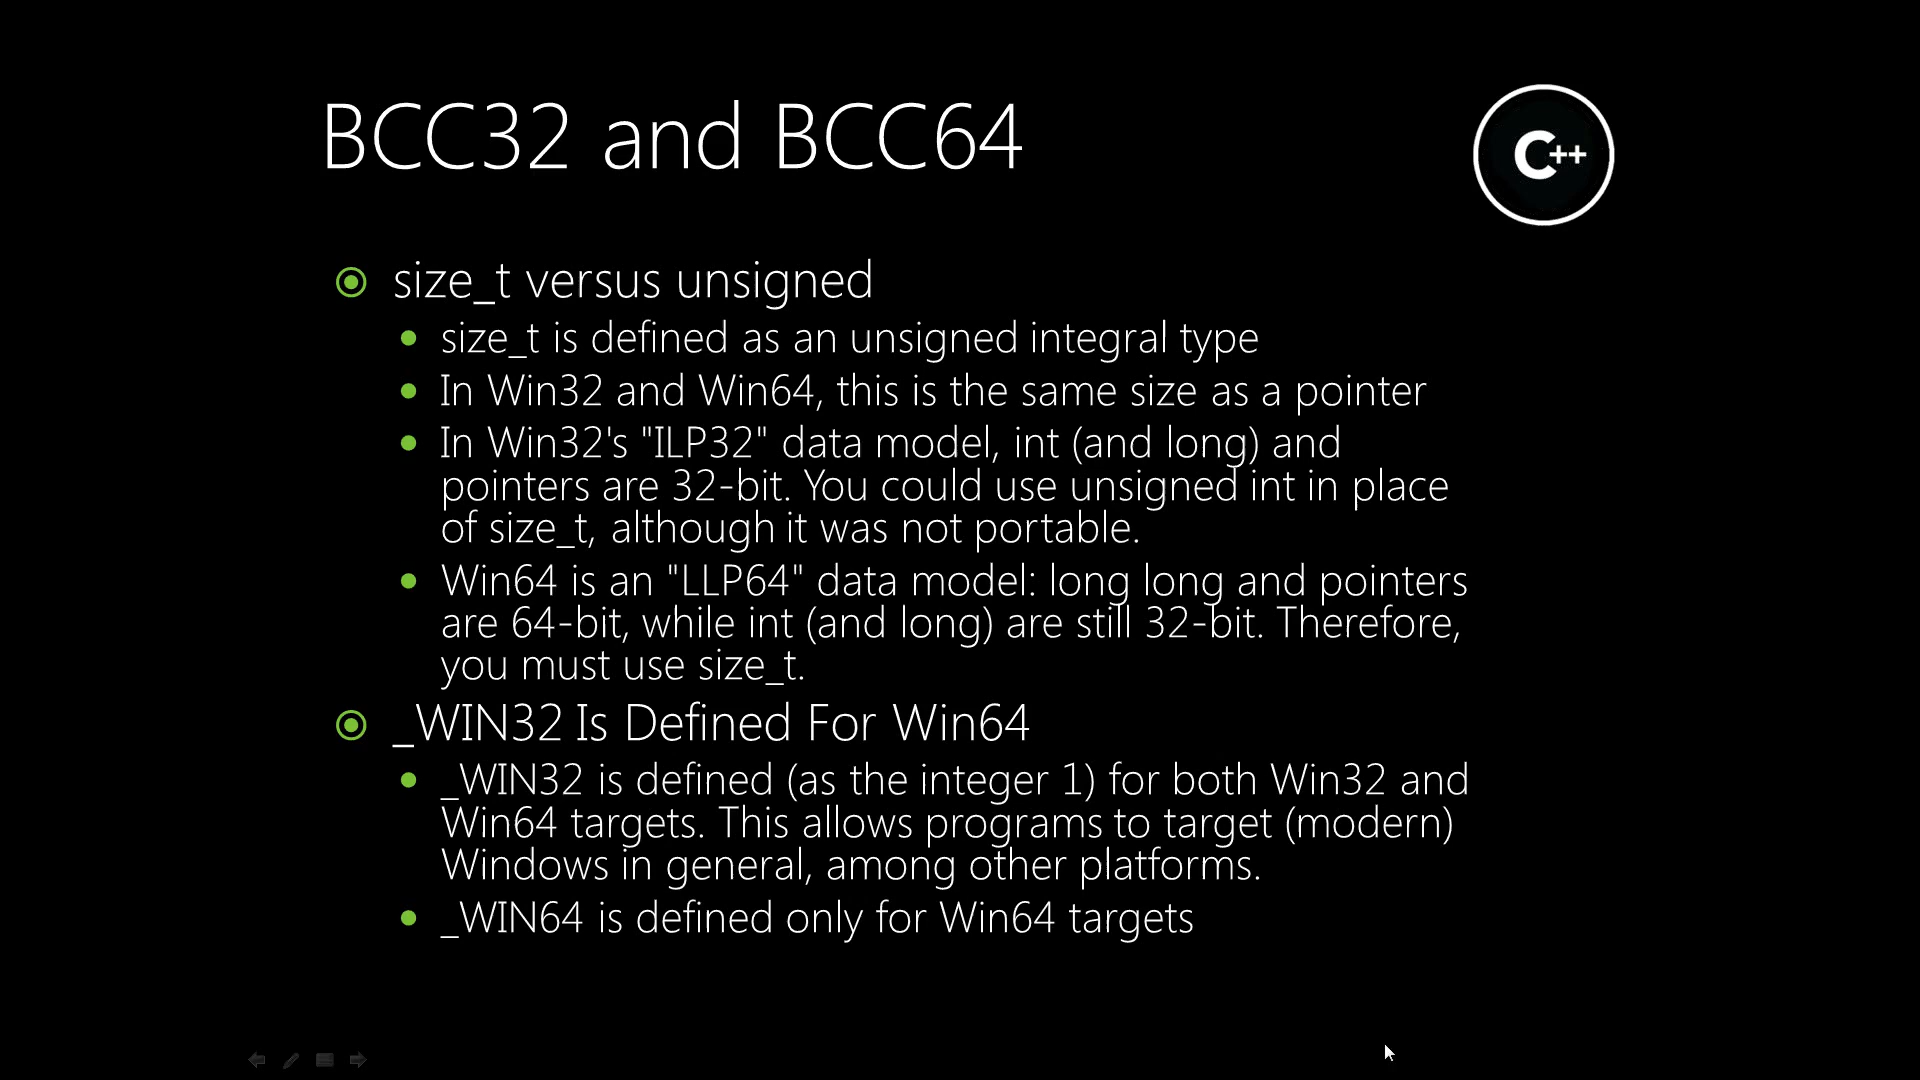 BCC32 and BCC64
C++
size_t versus unsigned
size_t is defined as an unsigned integral type
In Win32 and Win64, this is the same size as a pointer
In Win32's "ILP32" data model, int (and long) and
pointers are 32-bit. You could use unsigned int in place
of size_t, although it was not portable.
Win64 is an "LLP64" data model: long long and pointers
are 64-bit, while int (and long) are still 32-bit. Therefore,
you must use size_t.
_WIN32 Is Defined For Win64
_WIN32 is defined (as the integer 1) for both Win32 and
Win64 targets. This allows programs to target (modern)
Windows in general, among other platforms.
_WIN64 is defined only for Win64 targets